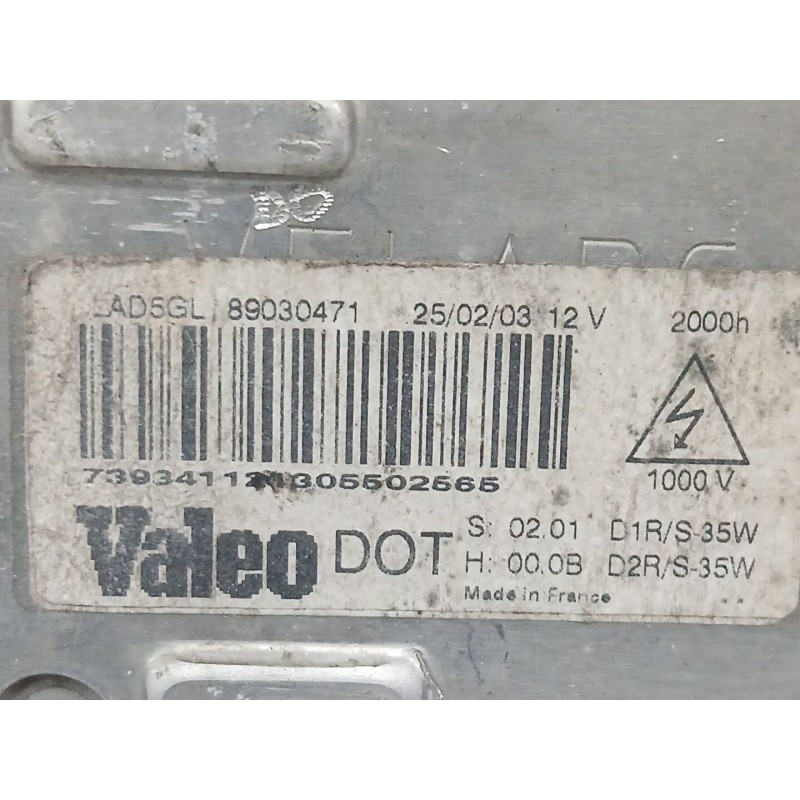 LAD5GL 89030471 25/02/03 12 V 2000h
1000 V
Valeo DOT S: 02.01 D1R/S-35W
H: 00.0B D2R/S-35W
Made in France